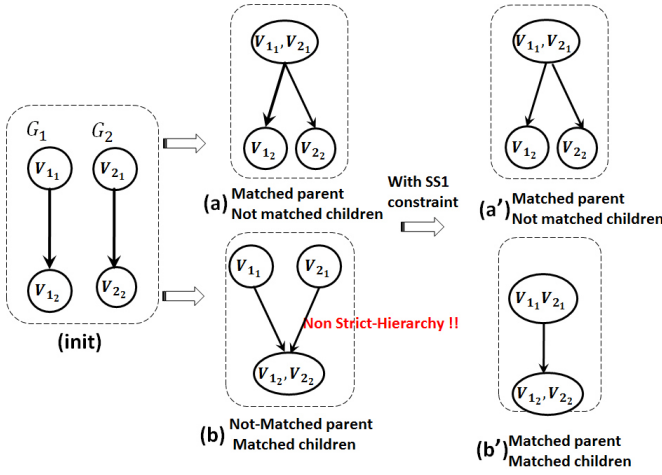 G₁ G₂
V₁₁ V₂₁
V₁₂ V₂₂
(init)
V₁₁,V₂₁
V₁₂ V₂₂
(a) Matched parent
Not matched children
V₁₁ V₂₁
Non Strict-Hierarchy !!
V₁₂,V₂₂
(b) Not-Matched parent
Matched children
With SS1
constraint
V₁₁,V₂₁
V₁₂ V₂₂
(a') Matched parent
Not matched children
V₁₁V₂₁
V₁₂,V₂₂
(b') Matched parent
Matched children